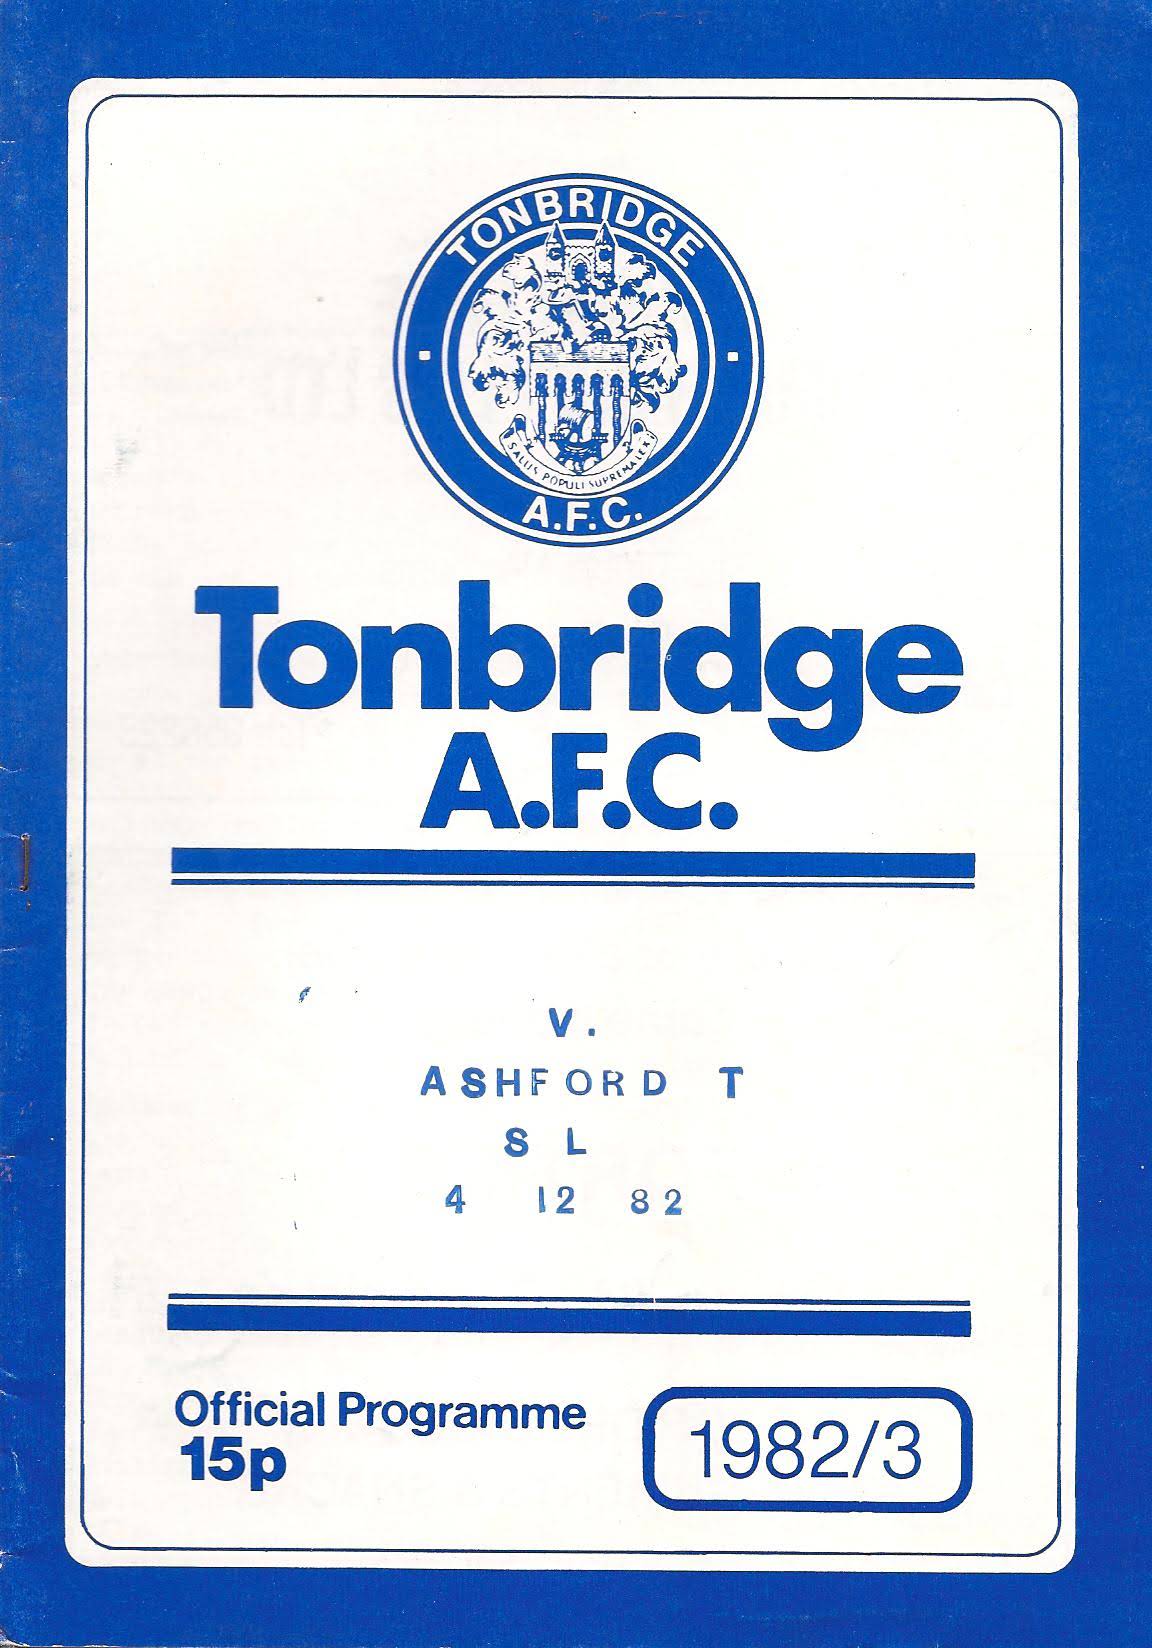 TONBRIDGE
SALUS POPULI SUPREMA LEX
A.F.C.
Tonbridge
A.F.C.
V.
ASHFORD T
S L
4 12 82
Official Programme
15p
1982/3